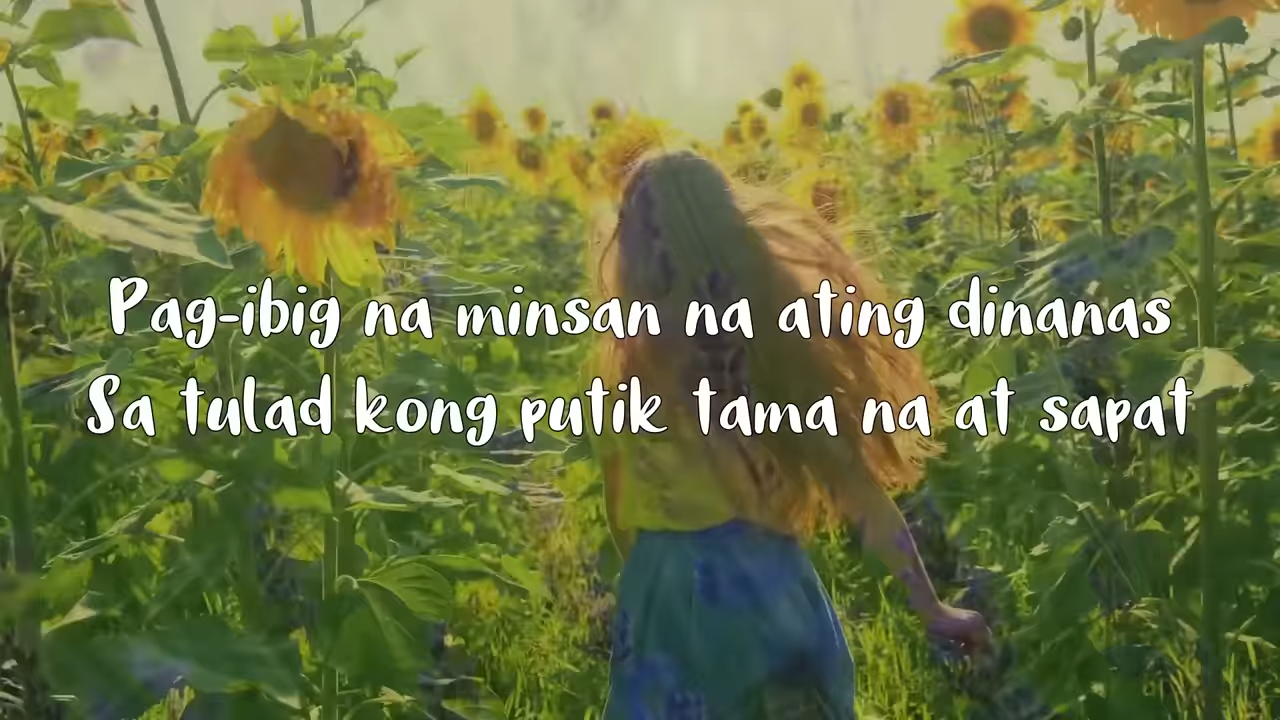 Pag-ibig na minsan na ating dinanas
Sa tulad kong putik tama na at sapat